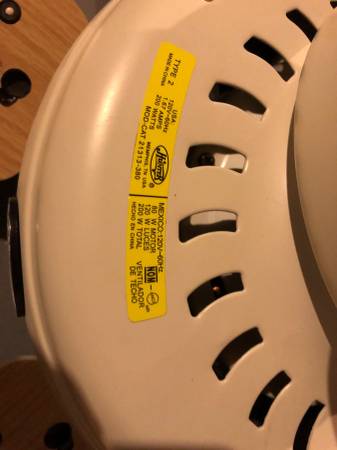 TYPE 2
MADE IN CHINA
USA:
120V~60Hz
1.67 AMPS
200 WATTS
MOD-CAT 21313-380
Hunter
®
MEMPHIS, TN USA
MEXICO:120V~60Hz
80 W MOTOR
120 W LUCES
200 W TOTAL
HECHO EN CHINA
NOM
VENTILADOR
DE TECHO